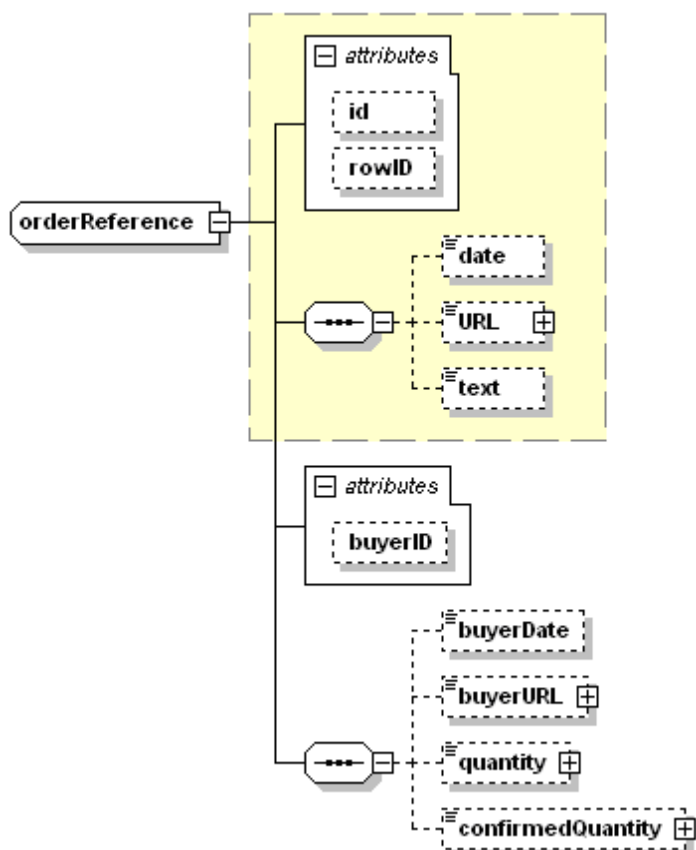 attributes
id
rowID
orderReference
date
URL
text
attributes
buyerID
buyerDate
buyerURL
quantity
confirmedQuantity